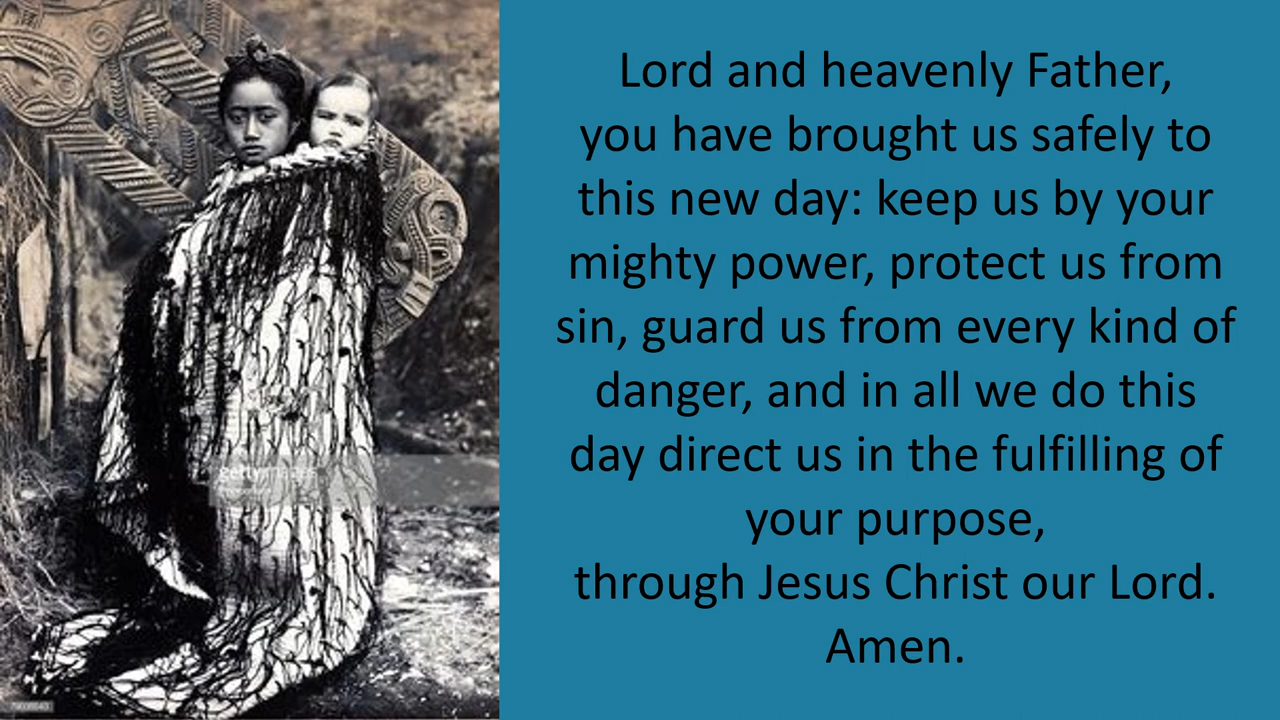 Lord and heavenly Father,
you have brought us safely to
this new day: keep us by your
mighty power, protect us from
sin, guard us from every kind of
danger, and in all we do this
day direct us in the fulfilling of
your purpose,
through Jesus Christ our Lord.
Amen.
gettyimages